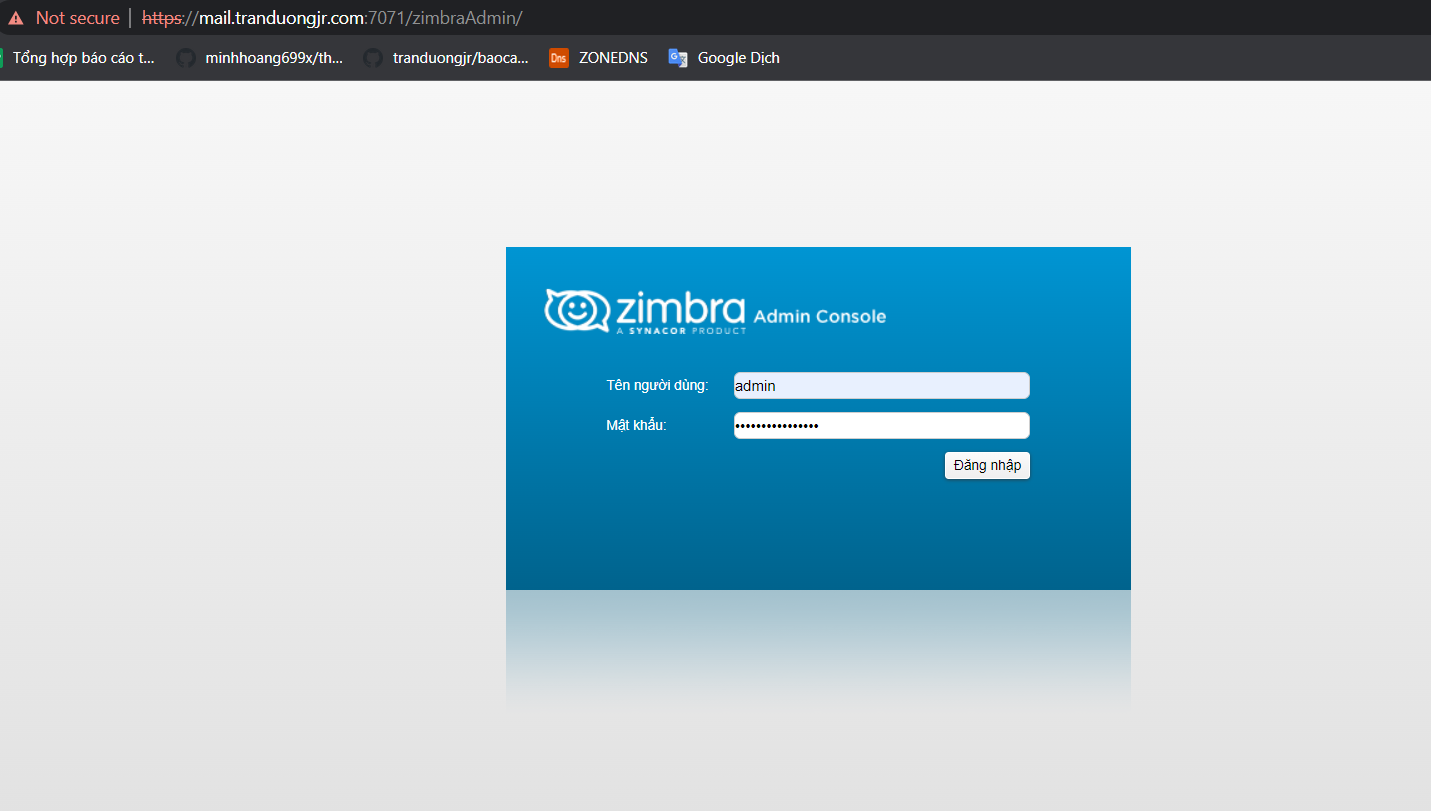 Not secure | https://mail.tranduongjr.com:7071/zimbraAdmin/
Tổng hợp báo cáo t... minhhoang699x/th... tranduongjr/baoca... Dns ZONEDNS Google Dịch
zimbra Admin Console
A SYNACOR PRODUCT
Tên người dùng: admin
Mật khẩu: ••••••••••••••••
Đăng nhập